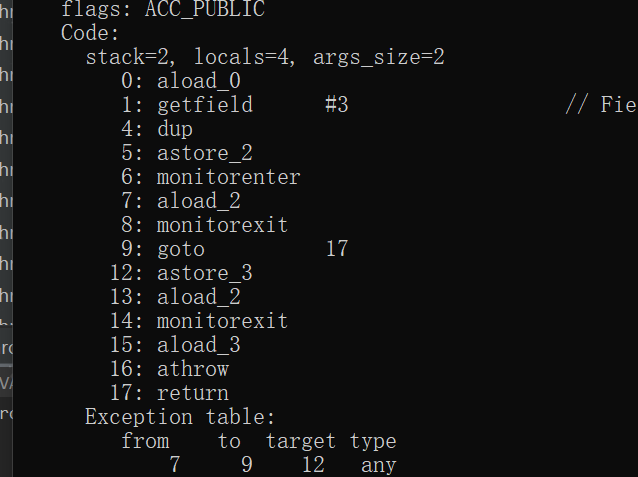 flags: ACC_PUBLIC
Code:
stack=2, locals=4, args_size=2
0: aload_0
1: getfield #3 // Fie
4: dup
5: astore_2
6: monitorenter
7: aload_2
8: monitorexit
9: goto 17
12: astore_3
13: aload_2
14: monitorexit
15: aload_3
16: athrow
17: return
Exception table:
from to target type
7 9 12 any